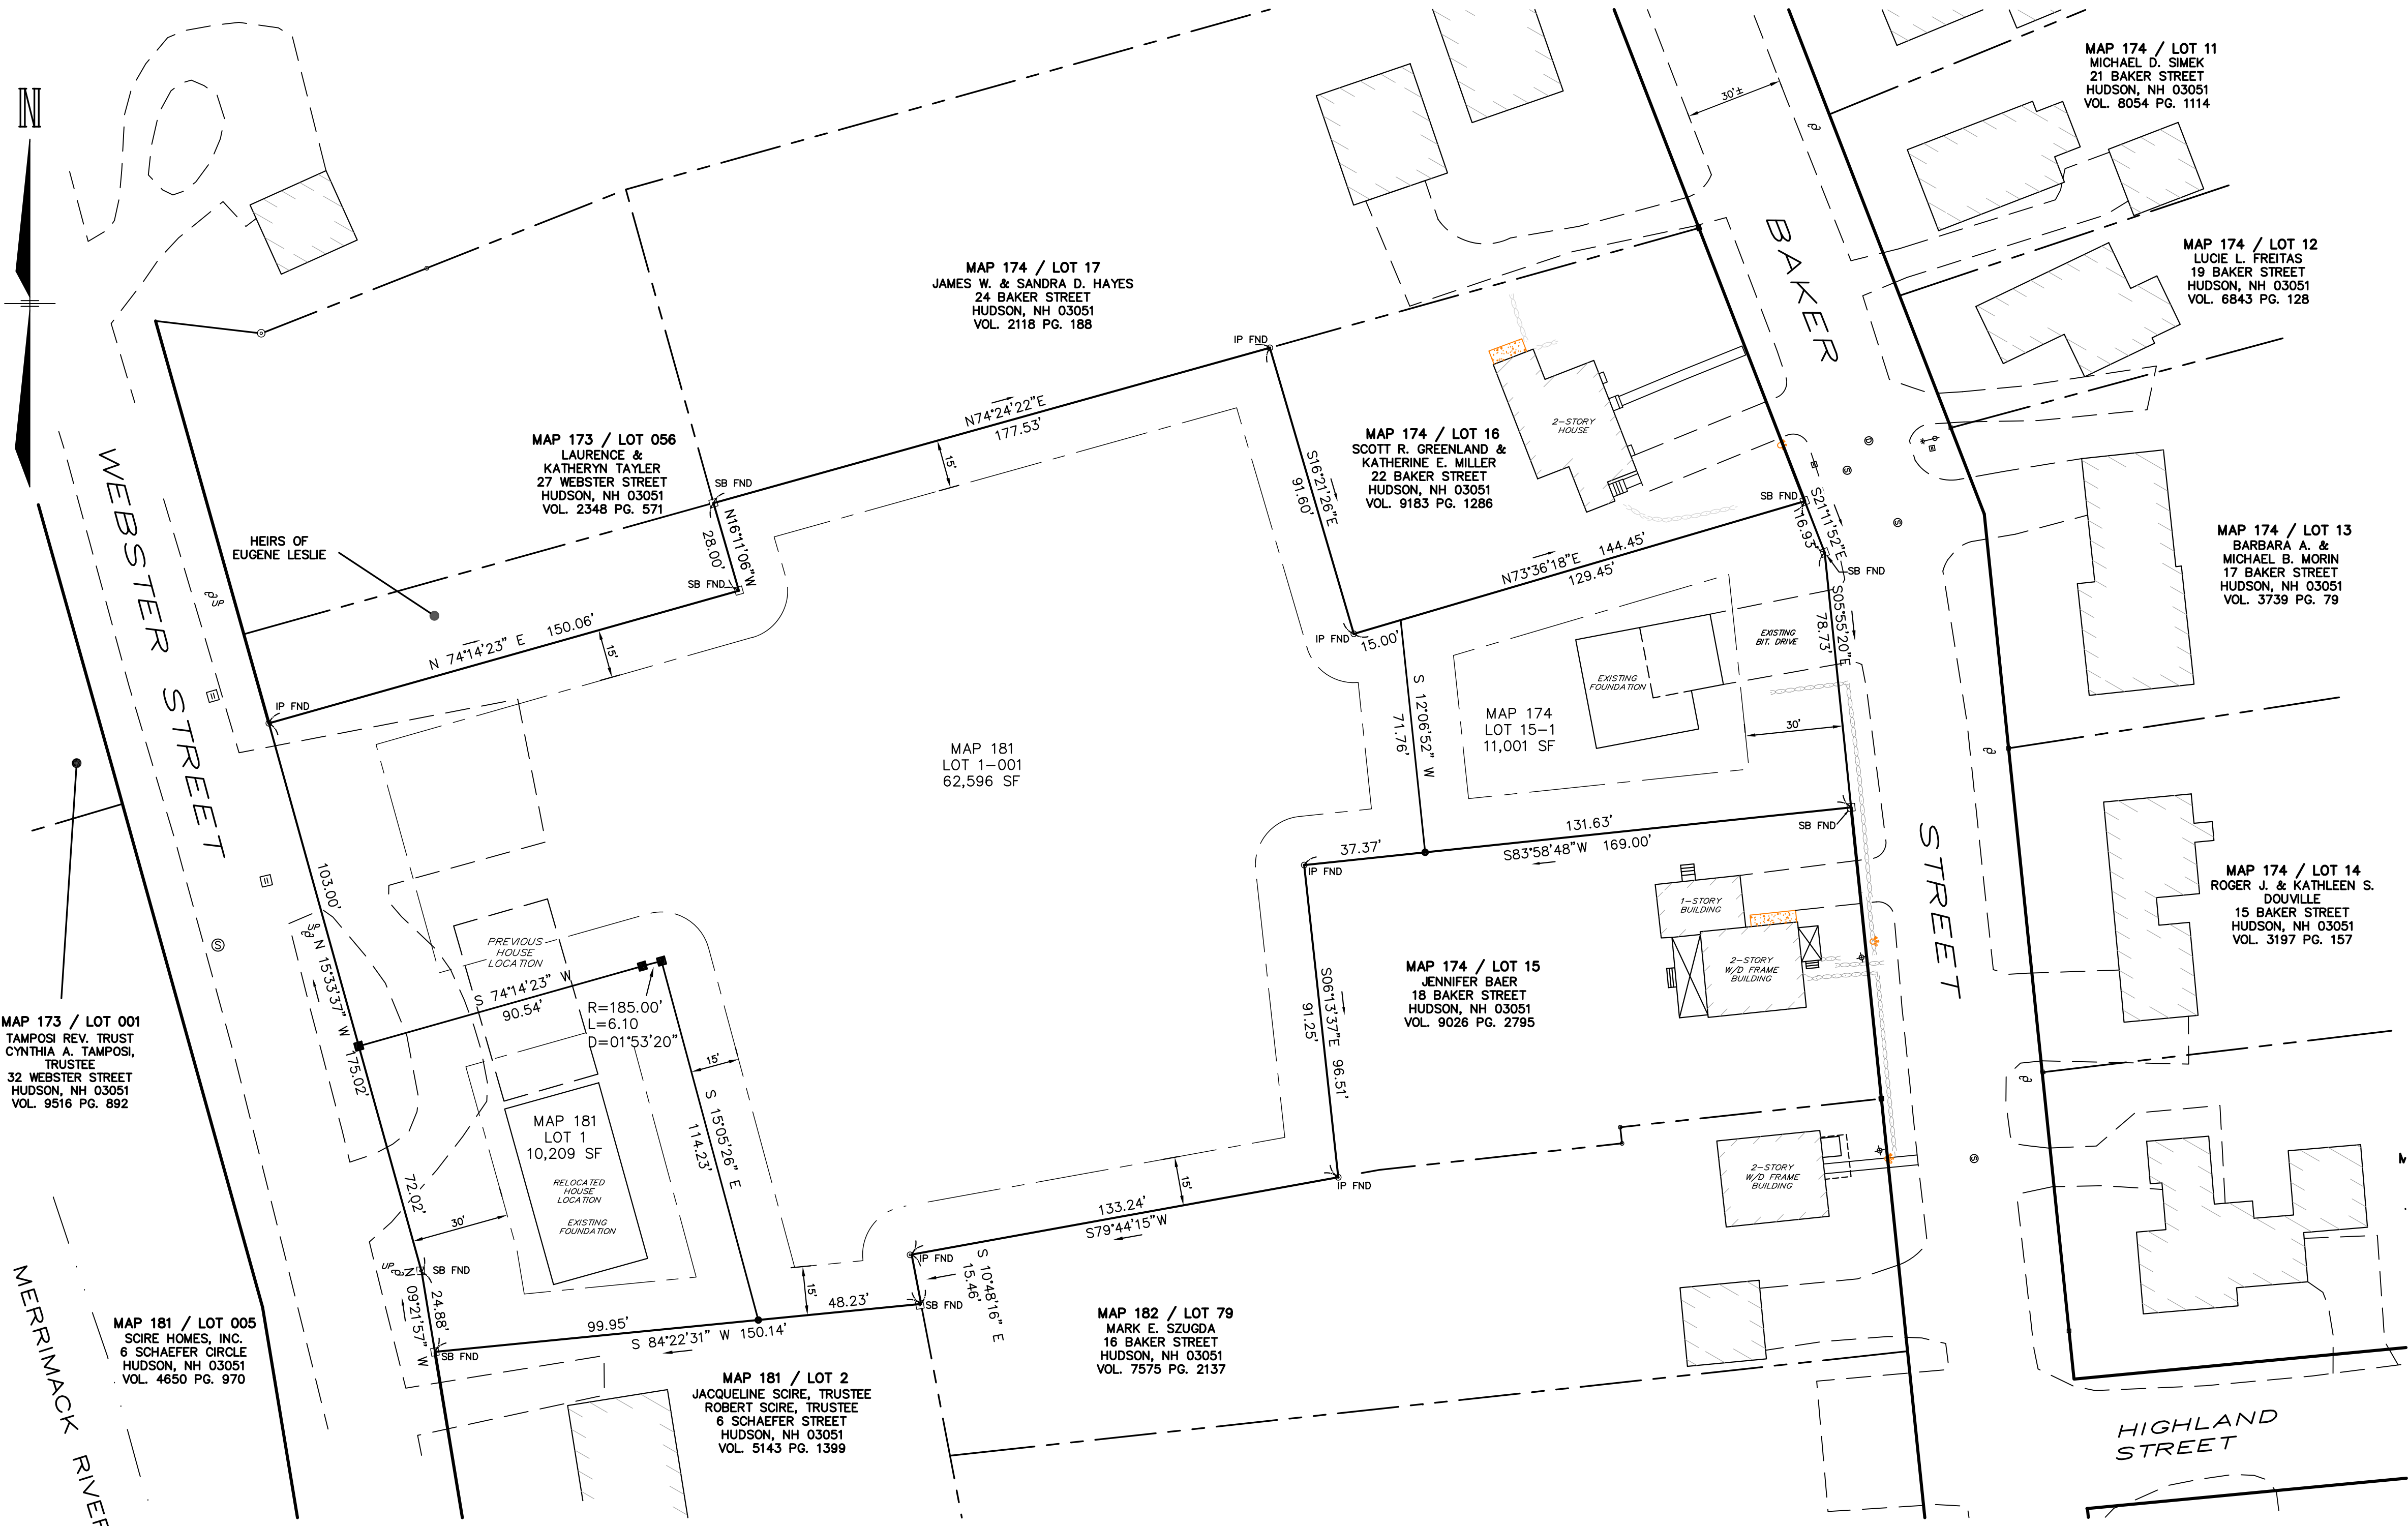 N
MAP 174 / LOT 11
MICHAEL D. SIMEK
21 BAKER STREET
HUDSON, NH 03051
VOL. 8054 PG. 1114
30'±
BAKER
MAP 174 / LOT 12
LUCIE L. FREITAS
19 BAKER STREET
HUDSON, NH 03051
VOL. 6843 PG. 128
MAP 174 / LOT 17
JAMES W. & SANDRA D. HAYES
24 BAKER STREET
HUDSON, NH 03051
VOL. 2118 PG. 188
IP FND
N74°24'22"E
177.53'
15'
MAP 173 / LOT 056
LAURENCE &
KATHERYN TAYLER
27 WEBSTER STREET
HUDSON, NH 03051
VOL. 2348 PG. 571
SB FND
N16°11'06"W
28.00'
SB FND
S16°21'26"E
91.60'
MAP 174 / LOT 16
SCOTT R. GREENLAND &
KATHERINE E. MILLER
22 BAKER STREET
HUDSON, NH 03051
VOL. 9183 PG. 1286
2-STORY
HOUSE
SB FND
S21°11'52"E
16.93'
SB FND
N73°36'18"E 144.45'
129.45'
IP FND
15.00'
MAP 174 / LOT 13
BARBARA A. &
MICHAEL B. MORIN
17 BAKER STREET
HUDSON, NH 03051
VOL. 3739 PG. 79
WEBSTER STREET
HEIRS OF
EUGENE LESLIE
UP
N 74°14'23" E 150.06'
15'
IP FND
S05°55'20"E
78.73'
EXISTING
BIT. DRIVE
EXISTING
FOUNDATION
30'
MAP 174
LOT 15-1
11,001 SF
S 12°06'52" W
71.76'
MAP 181
LOT 1-001
62,596 SF
131.63'
S83°58'48"W 169.00'
SB FND
37.37'
IP FND
STREET
MAP 174 / LOT 14
ROGER J. & KATHLEEN S.
DOUVILLE
15 BAKER STREET
HUDSON, NH 03051
VOL. 3197 PG. 157
1-STORY
BUILDING
2-STORY
W/D FRAME
BUILDING
MAP 174 / LOT 15
JENNIFER BAER
18 BAKER STREET
HUDSON, NH 03051
VOL. 9026 PG. 2795
S06°13'37"E 96.51'
91.25'
103.00'
UP
N 15°33'37" W 175.02'
PREVIOUS
HOUSE
LOCATION
S 74°14'23" W
90.54'
R=185.00'
L=6.10
D=01°53'20"
15'
S 15°05'26" E
114.23'
MAP 173 / LOT 001
TAMPOSI REV. TRUST
CYNTHIA A. TAMPOSI,
TRUSTEE
32 WEBSTER STREET
HUDSON, NH 03051
VOL. 9516 PG. 892
MAP 181
LOT 1
10,209 SF
RELOCATED
HOUSE
LOCATION
EXISTING
FOUNDATION
30'
72.02'
UP
SB FND
N 09°21'57" W
24.88'
SB FND
99.95'
S 84°22'31" W 150.14'
48.23'
15'
SB FND
IP FND
S 10°48'16" E
15.46'
133.24'
S79°44'15"W
15'
IP FND
2-STORY
W/D FRAME
BUILDING
MERRIMACK RIVER
MAP 181 / LOT 005
SCIRE HOMES, INC.
6 SCHAEFER CIRCLE
HUDSON, NH 03051
VOL. 4650 PG. 970
MAP 181 / LOT 2
JACQUELINE SCIRE, TRUSTEE
ROBERT SCIRE, TRUSTEE
6 SCHAEFER STREET
HUDSON, NH 03051
VOL. 5143 PG. 1399
MAP 182 / LOT 79
MARK E. SZUGDA
16 BAKER STREET
HUDSON, NH 03051
VOL. 7575 PG. 2137
HIGHLAND
STREET